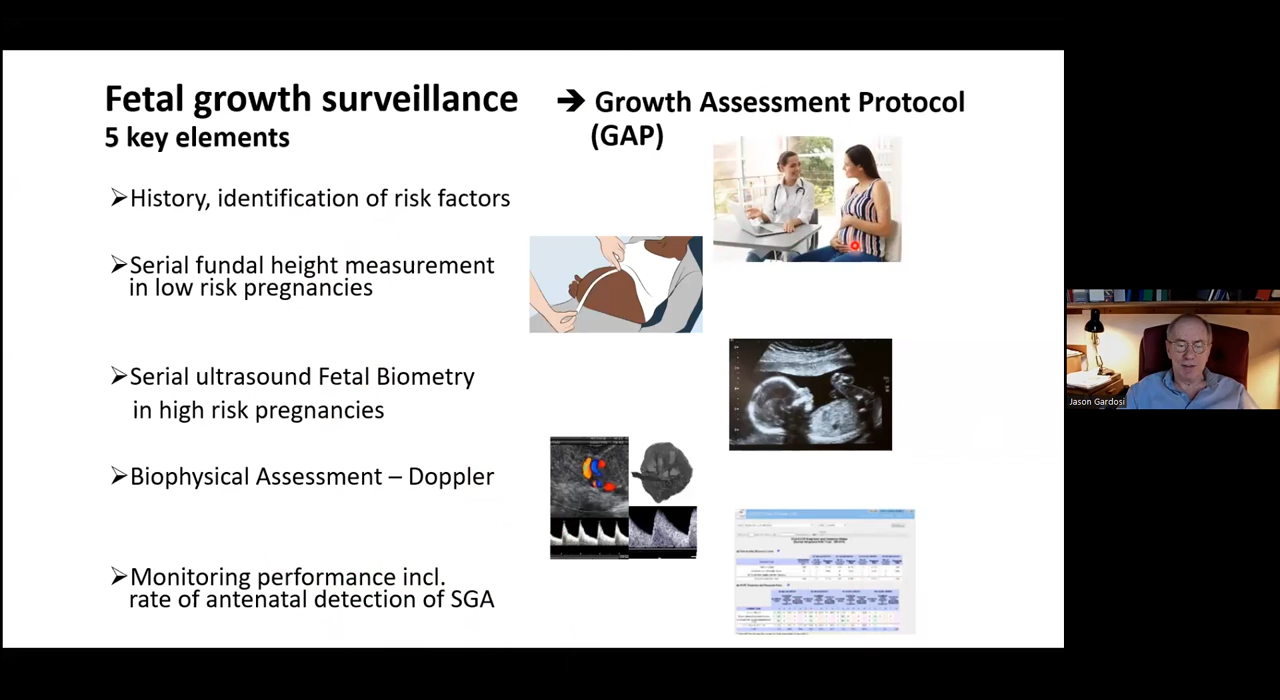 Fetal growth surveillance
5 key elements
➔ Growth Assessment Protocol
(GAP)
➢History, identification of risk factors
➢Serial fundal height measurement
in low risk pregnancies
➢Serial ultrasound Fetal Biometry
in high risk pregnancies
➢Biophysical Assessment – Doppler
➢Monitoring performance incl.
rate of antenatal detection of SGA
Jason Gardosi